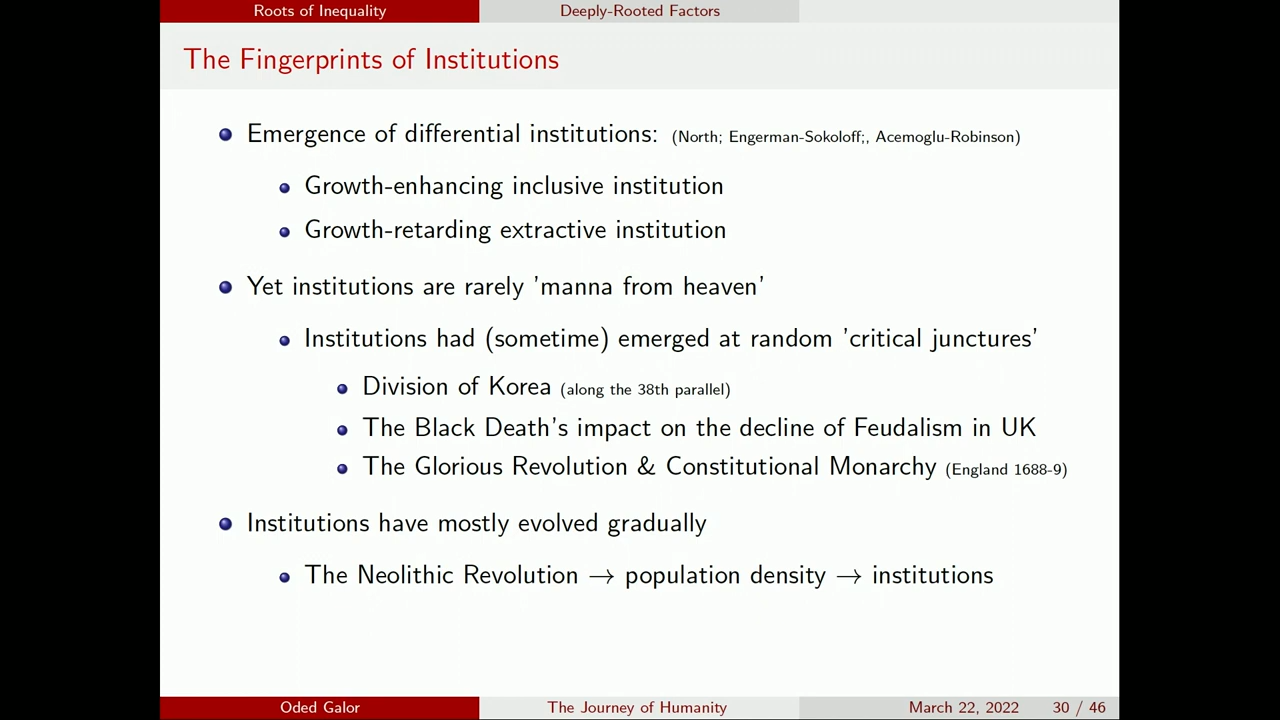 Roots of Inequality Deeply-Rooted Factors
The Fingerprints of Institutions
Emergence of differential institutions: (North; Engerman-Sokoloff;, Acemoglu-Robinson)
Growth-enhancing inclusive institution
Growth-retarding extractive institution
Yet institutions are rarely 'manna from heaven'
Institutions had (sometime) emerged at random 'critical junctures'
Division of Korea (along the 38th parallel)
The Black Death's impact on the decline of Feudalism in UK
The Glorious Revolution & Constitutional Monarchy (England 1688-9)
Institutions have mostly evolved gradually
The Neolithic Revolution → population density → institutions
Oded Galor The Journey of Humanity March 22, 2022 30 / 46